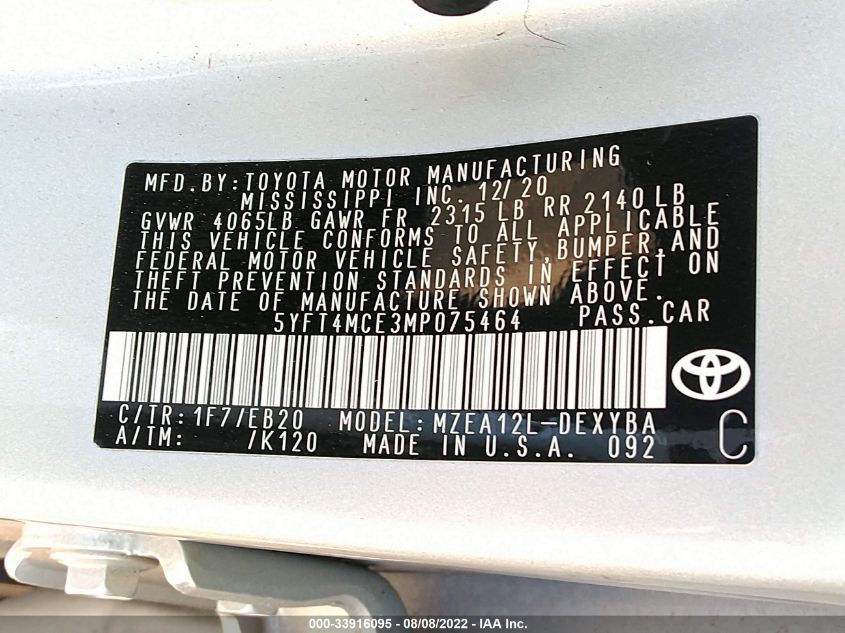 MFD.BY:TOYOTA MOTOR MANUFACTURING
MISSISSIPPI INC. 12/20
GVWR 4065LB GAWR FR 2315 LB RR 2140 LB
THIS VEHICLE CONFORMS TO ALL APPLICABLE
FEDERAL MOTOR VEHICLE SAFETY,BUMPER,AND
THEFT PREVENTION STANDARDS IN EFFECT ON
THE DATE OF MANUFACTURE SHOWN ABOVE.
5YFT4MCE3MP075464 PASS.CAR
C/TR: 1F7/EB20 MODEL: MZEA12L-DEXYBA
A/TM: /K120 MADE IN U.S.A. 092 C
000-33916095 - 08/08/2022 - IAA Inc.